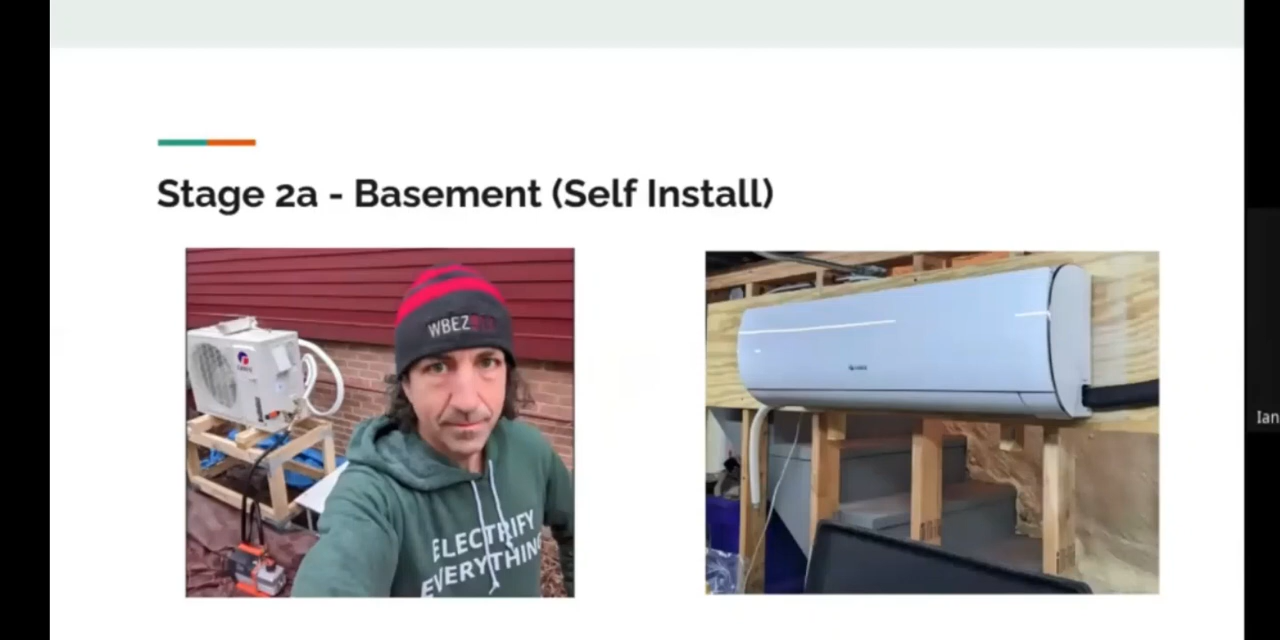 Stage 2a - Basement (Self Install)
WBEZ
ELECTRIFY
EVERYTHING
Ian